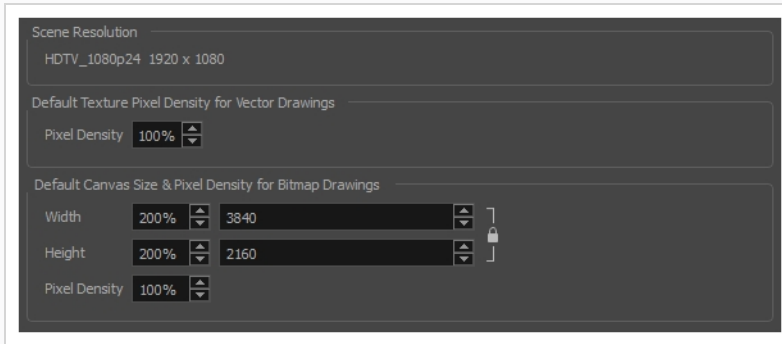 Scene Resolution
HDTV_1080p24 1920 x 1080
Default Texture Pixel Density for Vector Drawings
Pixel Density 100%
Default Canvas Size & Pixel Density for Bitmap Drawings
Width 200% 3840
Height 200% 2160
Pixel Density 100%